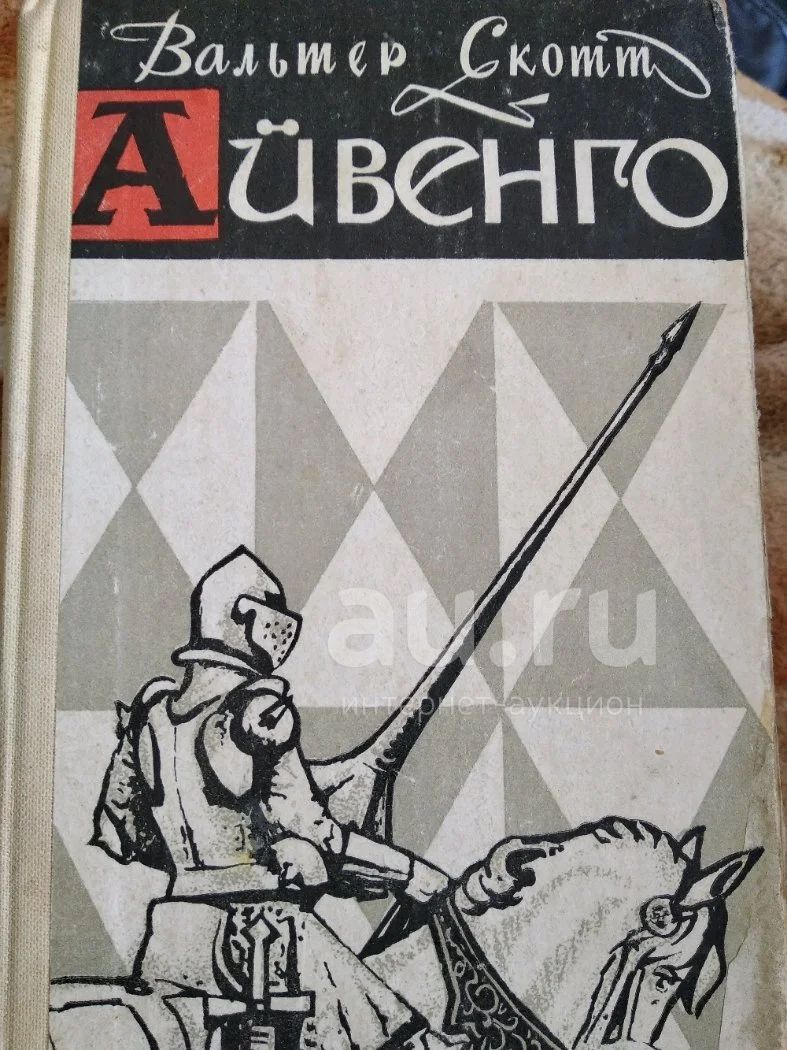 Вальтер Скотт
Айвенго
au.ru
интернет-аукцион